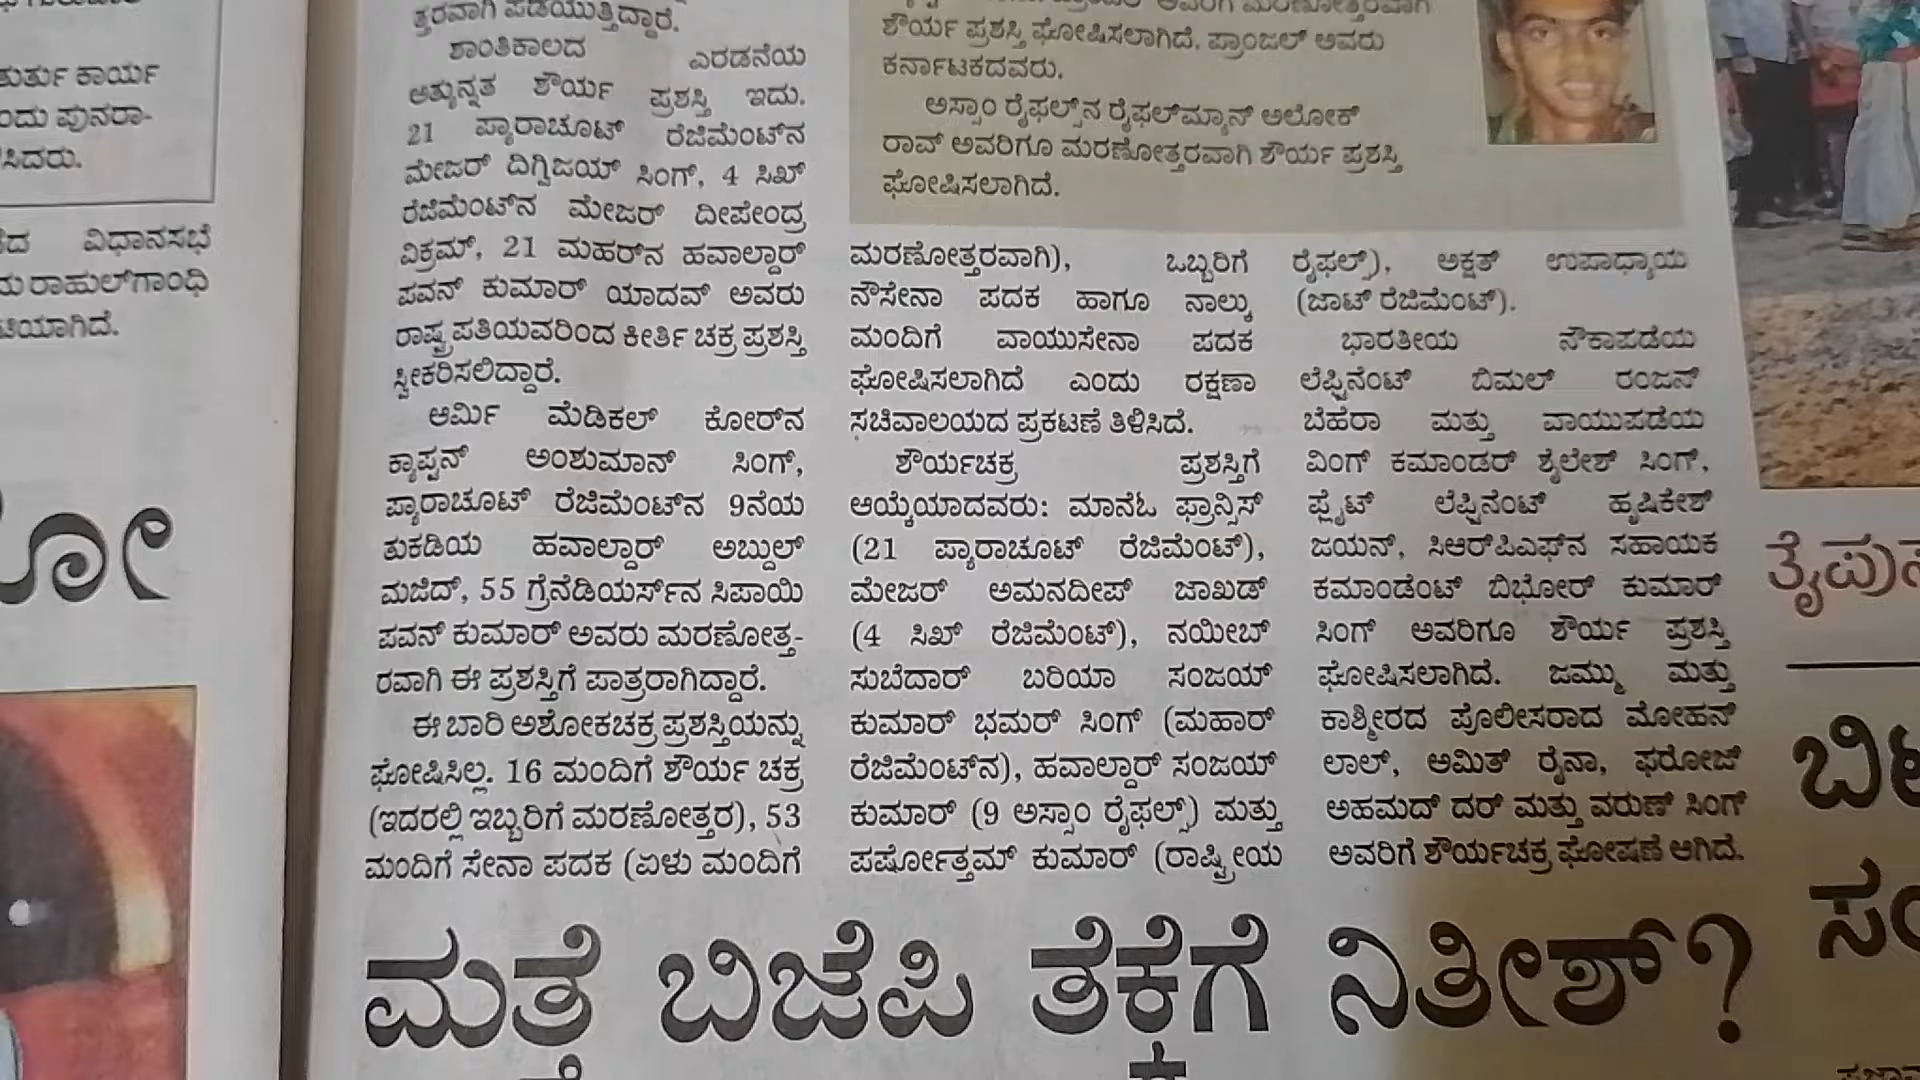 ತುರ್ತು ಕಾರ್ಯ
ಂದು ಪುನರಾ-
ಸಿದರು.
ವಿಧಾನಸಭೆ
ರಾಹುಲ್‌ಗಾಂಧಿ
ಟಿಯಾಗಿದೆ.
ತ್ತರವಾಗಿ ಪಡೆಯುತ್ತಿದ್ದಾರೆ.
ಶಾಂತಿಕಾಲದ ಎರಡನೆಯ
ಅತ್ಯುನ್ನತ ಶೌರ್ಯ ಪ್ರಶಸ್ತಿ ಇದು.
21 ಪ್ಯಾರಾಚೂಟ್ ರೆಜಿಮೆಂಟ್‌ನ
ಮೇಜರ್ ದಿಗ್ವಿಜಯ್ ಸಿಂಗ್, 4 ಸಿಖ್
ರೆಜಿಮೆಂಟ್‌ನ ಮೇಜರ್ ದೀಪೇಂದ್ರ
ವಿಕ್ರಮ್, 21 ಮಹರ್‌ನ ಹವಾಲ್ದಾರ್
ಪವನ್ ಕುಮಾರ್ ಯಾದವ್ ಅವರು
ರಾಷ್ಟ್ರಪತಿಯವರಿಂದ ಕೀರ್ತಿ ಚಕ್ರ ಪ್ರಶಸ್ತಿ
ಸ್ವೀಕರಿಸಲಿದ್ದಾರೆ.
ಆರ್ಮಿ ಮೆಡಿಕಲ್ ಕೋರ್‌ನ
ಕ್ಯಾಪ್ಟನ್ ಅಂಶುಮಾನ್ ಸಿಂಗ್,
ಪ್ಯಾರಾಚೂಟ್ ರೆಜಿಮೆಂಟ್‌ನ 9ನೆಯ
ತುಕಡಿಯ ಹವಾಲ್ದಾರ್ ಅಬ್ದುಲ್
ಮಜಿದ್, 55 ಗ್ರೆನೆಡಿಯರ್ಸ್‌ನ ಸಿಪಾಯಿ
ಪವನ್ ಕುಮಾರ್ ಅವರು ಮರಣೋತ್ತ-
ರವಾಗಿ ಈ ಪ್ರಶಸ್ತಿಗೆ ಪಾತ್ರರಾಗಿದ್ದಾರೆ.
ಈ ಬಾರಿ ಅಶೋಕಚಕ್ರ ಪ್ರಶಸ್ತಿಯನ್ನು
ಘೋಷಿಸಿಲ್ಲ. 16 ಮಂದಿಗೆ ಶೌರ್ಯ ಚಕ್ರ
(ಇದರಲ್ಲಿ ಇಬ್ಬರಿಗೆ ಮರಣೋತ್ತರ), 53
ಮಂದಿಗೆ ಸೇನಾ ಪದಕ (ಏಳು ಮಂದಿಗೆ
ಶೌರ್ಯ ಪ್ರಶಸ್ತಿ ಘೋಷಿಸಲಾಗಿದೆ. ಪ್ರಾಂಜಲ್ ಅವರು
ಕರ್ನಾಟಕದವರು.
ಅಸ್ಸಾಂ ರೈಫಲ್ಸ್‌ನ ರೈಫಲ್‌ಮ್ಯಾನ್ ಅಲೋಕ್
ರಾವ್ ಅವರಿಗೂ ಮರಣೋತ್ತರವಾಗಿ ಶೌರ್ಯ ಪ್ರಶಸ್ತಿ
ಘೋಷಿಸಲಾಗಿದೆ.
ಮರಣೋತ್ತರವಾಗಿ), ಒಬ್ಬರಿಗೆ
ನೌಸೇನಾ ಪದಕ ಹಾಗೂ ನಾಲ್ಕು
ಮಂದಿಗೆ ವಾಯುಸೇನಾ ಪದಕ
ಘೋಷಿಸಲಾಗಿದೆ ಎಂದು ರಕ್ಷಣಾ
ಸಚಿವಾಲಯದ ಪ್ರಕಟಣೆ ತಿಳಿಸಿದೆ.
ಶೌರ್ಯಚಕ್ರ ಪ್ರಶಸ್ತಿಗೆ
ಆಯ್ಕೆಯಾದವರು: ಮಾನೆಓ ಫ್ರಾನ್ಸಿಸ್
(21 ಪ್ಯಾರಾಚೂಟ್ ರೆಜಿಮೆಂಟ್),
ಮೇಜರ್ ಅಮನದೀಪ್ ಜಾಖಡ್
(4 ಸಿಖ್ ರೆಜಿಮೆಂಟ್), ನಯೀಬ್
ಸುಬೆದಾರ್ ಬರಿಯಾ ಸಂಜಯ್
ಕುಮಾರ್ ಭಮರ್ ಸಿಂಗ್ (ಮಹಾರ್
ರೆಜಿಮೆಂಟ್‌ನ), ಹವಾಲ್ದಾರ್ ಸಂಜಯ್
ಕುಮಾರ್ (9 ಅಸ್ಸಾಂ ರೈಫಲ್ಸ್) ಮತ್ತು
ಪರ್ಷೋತ್ತಮ್ ಕುಮಾರ್ (ರಾಷ್ಟ್ರೀಯ
ರೈಫಲ್ಸ್), ಅಕ್ಷತ್ ಉಪಾಧ್ಯಾಯ
(ಜಾಟ್ ರೆಜಿಮೆಂಟ್).
ಭಾರತೀಯ ನೌಕಾಪಡೆಯ
ಲೆಫ್ಟಿನೆಂಟ್ ಬಿಮಲ್ ರಂಜನ್
ಬೆಹೆರಾ ಮತ್ತು ವಾಯುಪಡೆಯ
ವಿಂಗ್ ಕಮಾಂಡರ್ ಶೈಲೇಶ್ ಸಿಂಗ್,
ಫ್ಲೈಟ್ ಲೆಫ್ಟಿನೆಂಟ್ ಹೃಷಿಕೇಶ್
ಜಯನ್, ಸಿಆರ್‌ಪಿಎಫ್‌ನ ಸಹಾಯಕ
ಕಮಾಂಡೆಂಟ್ ಬಿಭೋರ್ ಕುಮಾರ್
ಸಿಂಗ್ ಅವರಿಗೂ ಶೌರ್ಯ ಪ್ರಶಸ್ತಿ
ಘೋಷಿಸಲಾಗಿದೆ. ಜಮ್ಮು ಮತ್ತು
ಕಾಶ್ಮೀರದ ಪೊಲೀಸರಾದ ಮೋಹನ್
ಲಾಲ್, ಅಮಿತ್ ರೈನಾ, ಫರೋಜ್
ಅಹಮದ್ ದರ್ ಮತ್ತು ವರುಣ್ ಸಿಂಗ್
ಅವರಿಗೆ ಶೌರ್ಯಚಕ್ರ ಘೋಷಣೆ ಆಗಿದೆ.
ಮತ್ತೆ ಬಿಜೆಪಿ ತೆಕ್ಕೆಗೆ ನಿತೀಶ್?
ತೈಪುಸ